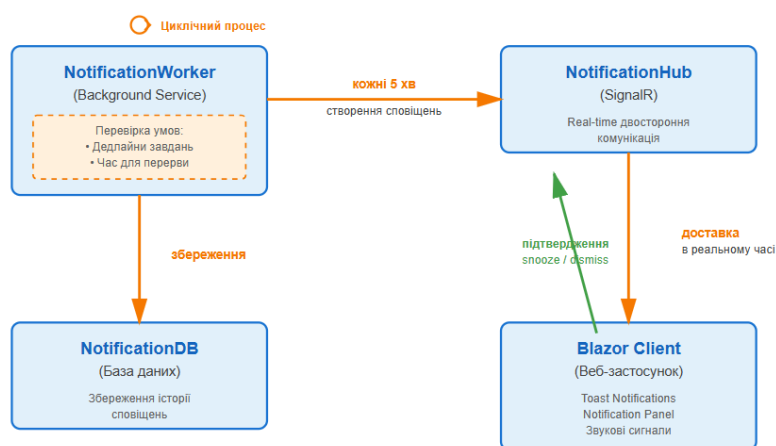 Циклічний процес
NotificationWorker
(Background Service)
Перевірка умов:
• Дедлайни завдань
• Час для перерви
кожні 5 хв
створення сповіщень
NotificationHub
(SignalR)
Real-time двостороння
комунікація
збереження
підтвердження
snooze / dismiss
доставка
в реальному часі
NotificationDB
(База даних)
Збереження історії
сповіщень
Blazor Client
(Веб-застосунок)
Toast Notifications
Notification Panel
Звукові сигнали